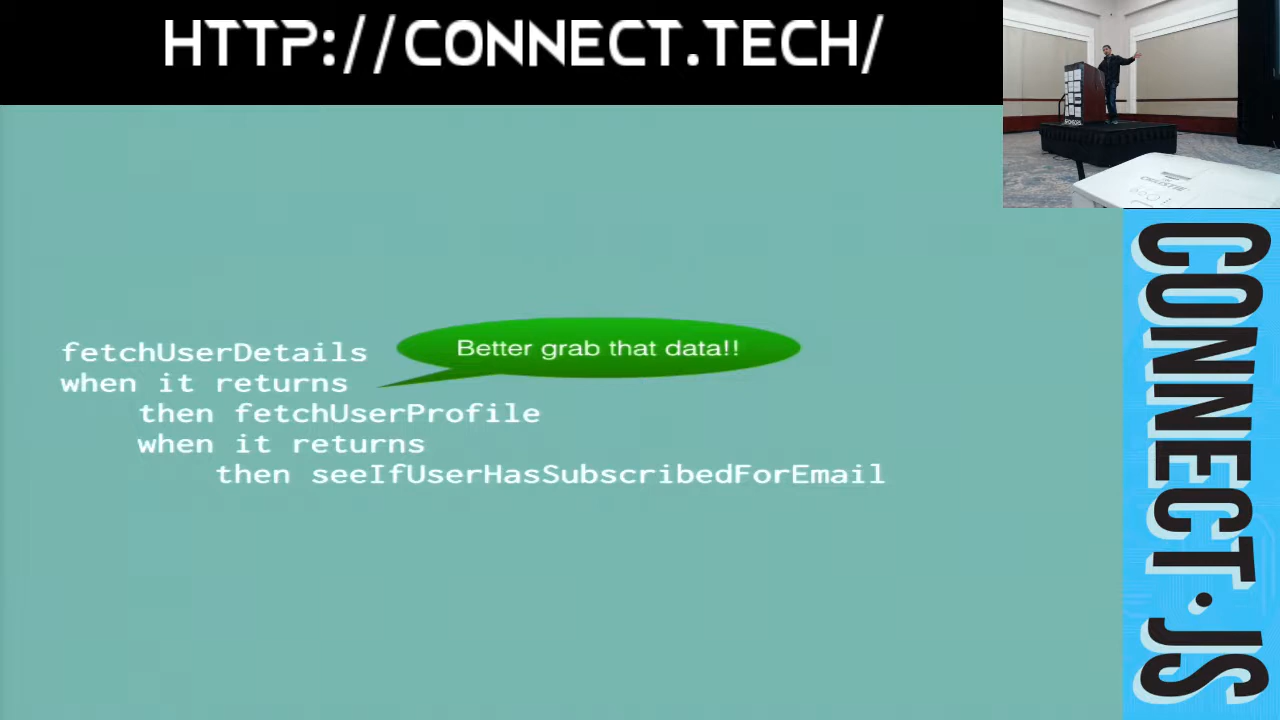 HTTP://CONNECT.TECH/
fetchUserDetails
Better grab that data!!
when it returns
then fetchUserProfile
when it returns
then seeIfUserHasSubscribedForEmail
CONNECT.JS
CHRISTIE